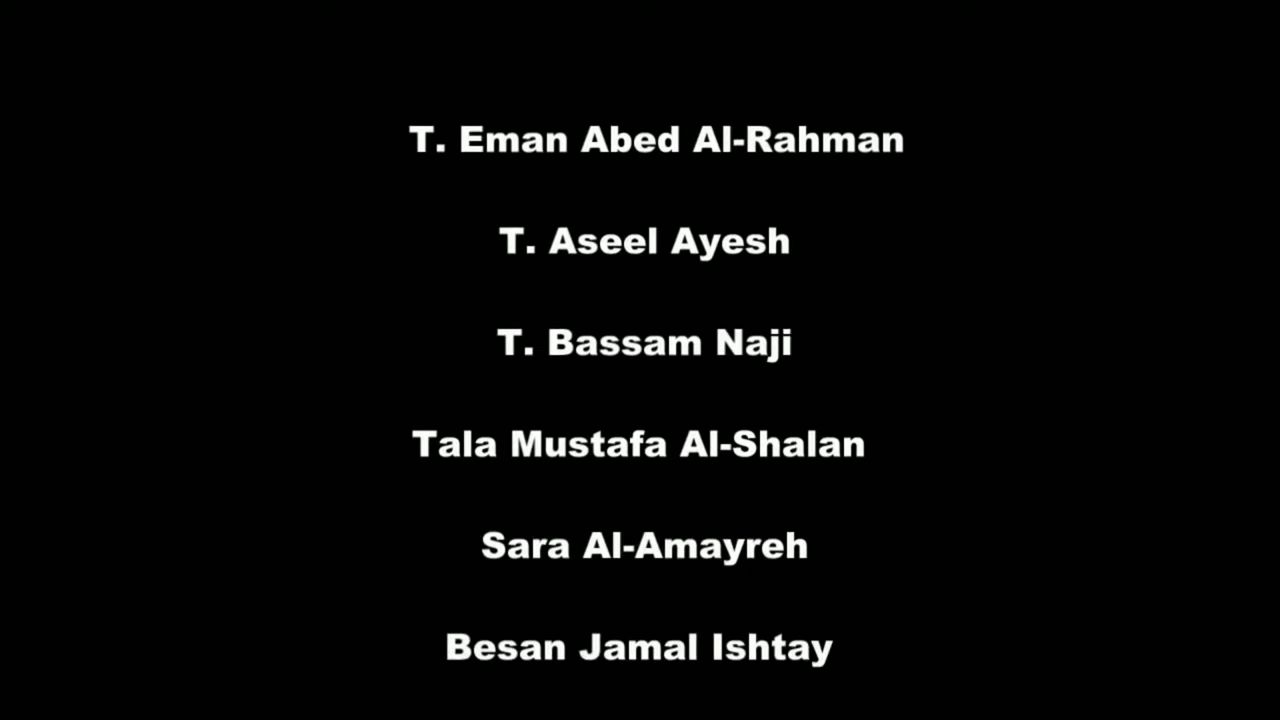 T. Eman Abed Al-Rahman
T. Aseel Ayesh
T. Bassam Naji
Tala Mustafa Al-Shalan
Sara Al-Amayreh
Besan Jamal Ishtay